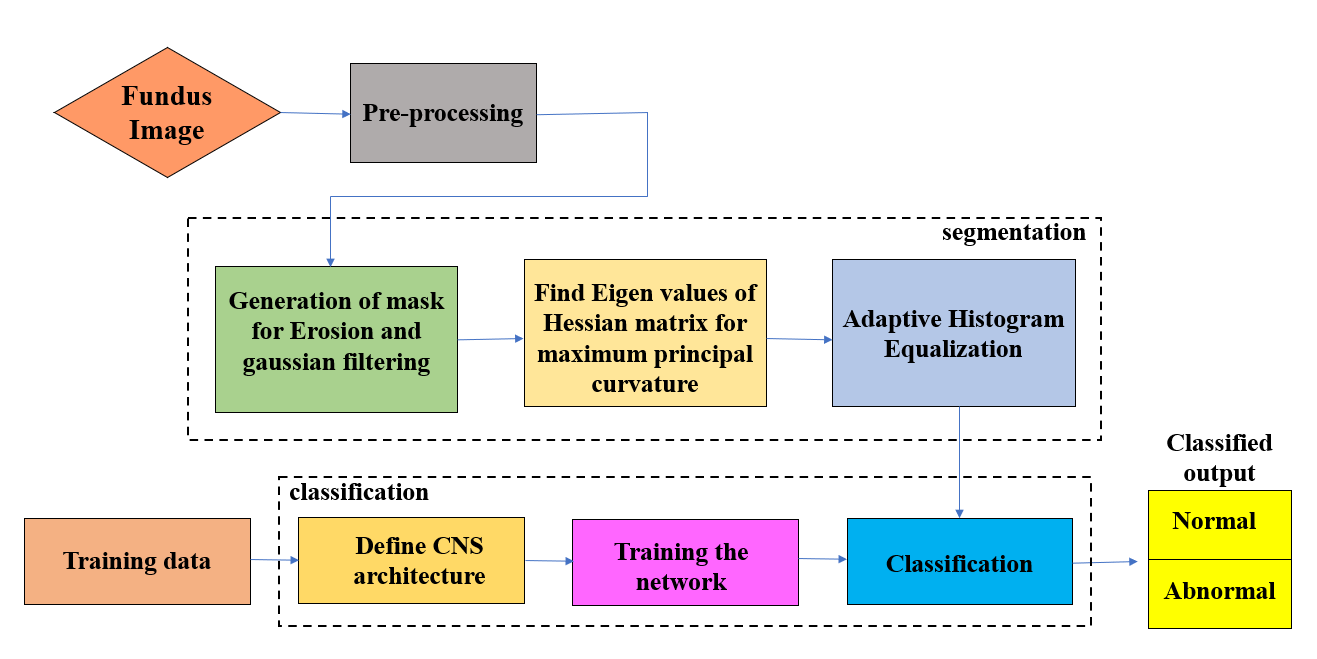 Fundus
Image
Pre-processing
segmentation
Generation of mask
for Erosion and
gaussian filtering
Find Eigen values of
Hessian matrix for
maximum principal
curvature
Adaptive Histogram
Equalization
classification
Training data
Define CNS
architecture
Training the
network
Classification
Classified
output
Normal
Abnormal